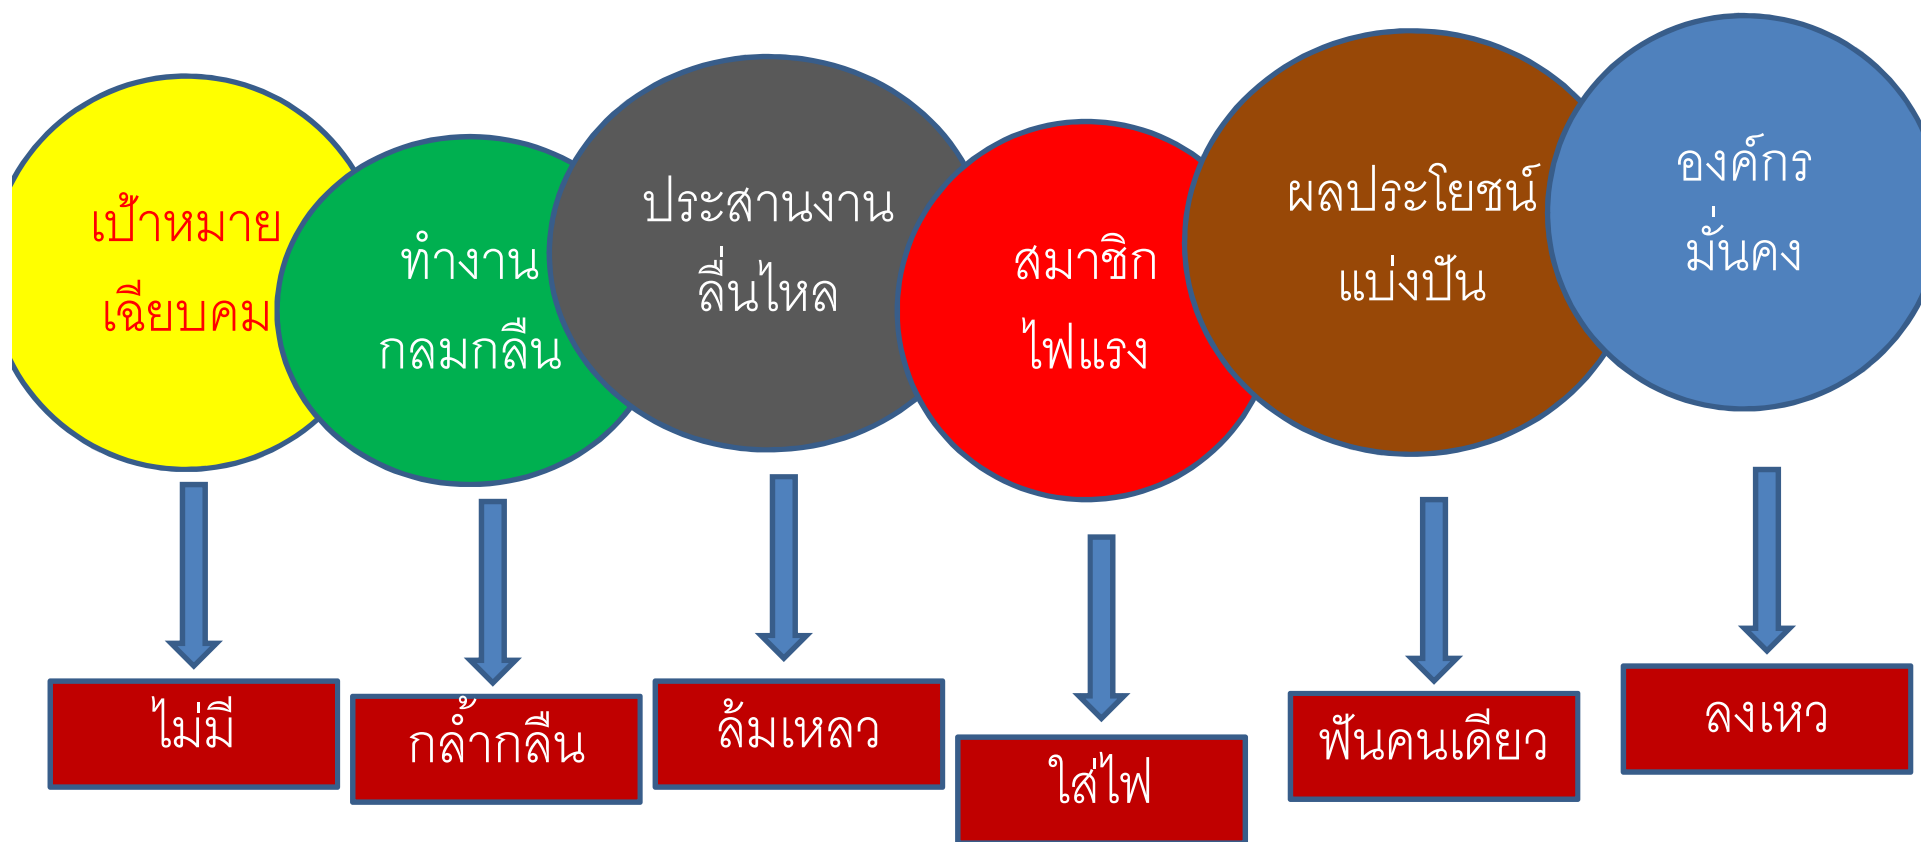 เป้าหมาย
เฉียบคม
ทำงาน
กลมกลืน
ประสานงาน
ลื่นไหล
สมาชิก
ไฟแรง
ผลประโยชน์
แบ่งปัน
องค์กร
มั่นคง
ไม่มี
กล้ำกลืน
ล้มเหลว
ใส่ไฟ
ฟันคนเดียว
ลงเหว